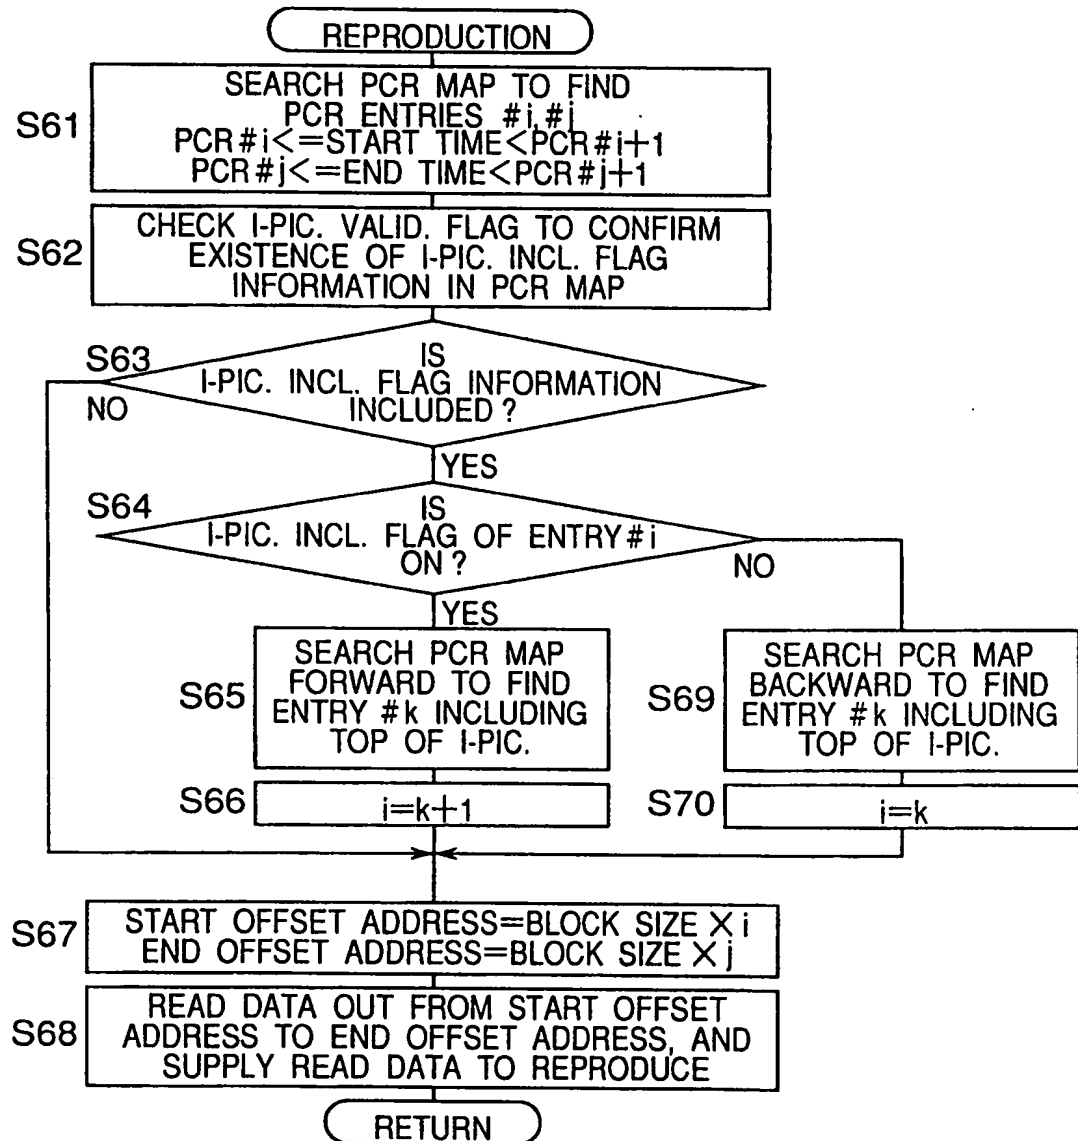 REPRODUCTION
S61
SEARCH PCR MAP TO FIND
PCR ENTRIES #i,#j
PCR#i<=START TIME<PCR#i+1
PCR#j<=END TIME<PCR#j+1
S62
CHECK I-PIC. VALID. FLAG TO CONFIRM
EXISTENCE OF I-PIC. INCL. FLAG
INFORMATION IN PCR MAP
S63
IS
I-PIC. INCL. FLAG INFORMATION
INCLUDED?
NO
YES
S64
IS
I-PIC. INCL. FLAG OF ENTRY#i
ON?
NO
YES
S65
SEARCH PCR MAP
FORWARD TO FIND
ENTRY #k INCLUDING
TOP OF I-PIC.
S69
SEARCH PCR MAP
BACKWARD TO FIND
ENTRY #k INCLUDING
TOP OF I-PIC.
S66
i=k+1
S70
i=k
S67
START OFFSET ADDRESS=BLOCK SIZE×i
END OFFSET ADDRESS=BLOCK SIZE×j
S68
READ DATA OUT FROM START OFFSET
ADDRESS TO END OFFSET ADDRESS, AND
SUPPLY READ DATA TO REPRODUCE
RETURN